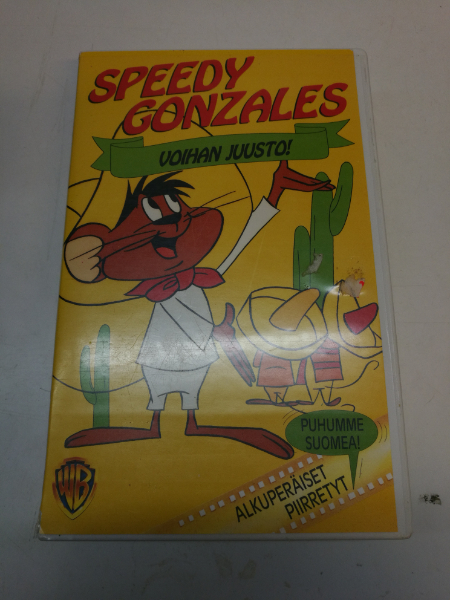 SPEEDY
GONZALES
VOIHAN JUUSTO!
PUHUMME
SUOMEA!
ALKUPERÄISET
PIIRRETYT
WB